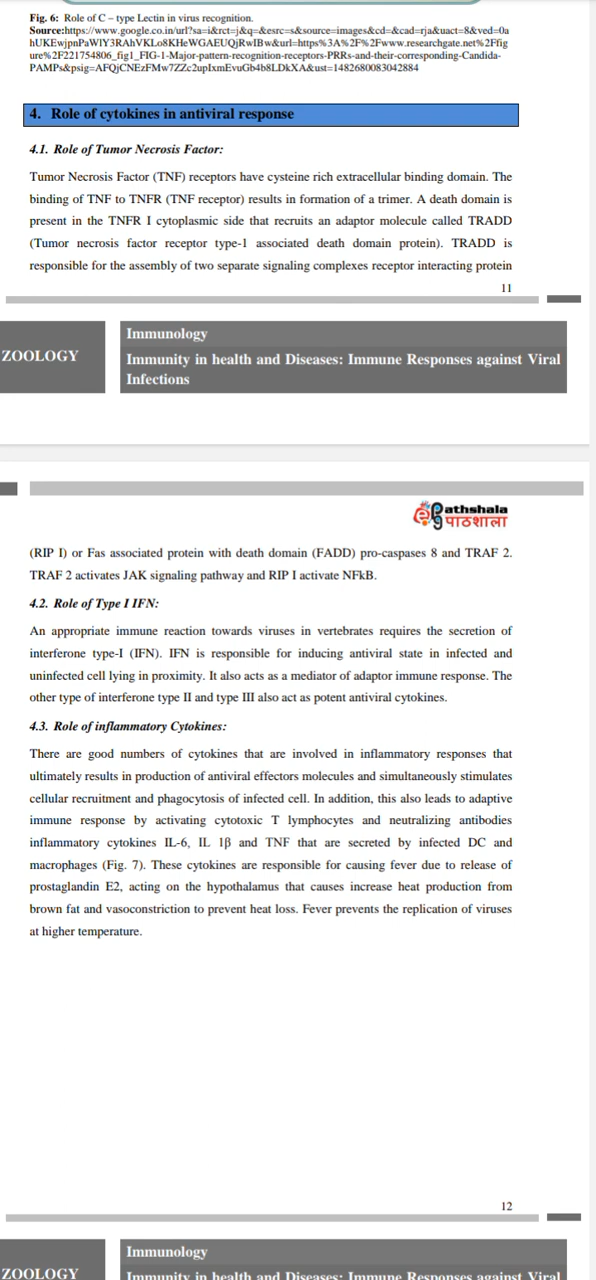 Fig. 6: Role of C – type Lectin in virus recognition.
Source:https://www.google.co.in/url?sa=i&rct=j&q=&esrc=s&source=images&cd=&cad=rja&uact=8&ved=0a
hUKEwjpnPaWlY3RAhVKLo8KHeWGAEUQjRwIBw&url=https%3A%2F%2Fwww.researchgate.net%2Ffig
ure%2F221754806_fig1_FIG-1-Major-pattern-recognition-receptors-PRRs-and-their-corresponding-Candida-
PAMPs&psig=AFQjCNEzFMw7ZZc2upIxmEvuGb4b8LDkXA&ust=1482680083042884
4. Role of cytokines in antiviral response
4.1. Role of Tumor Necrosis Factor:
Tumor Necrosis Factor (TNF) receptors have cysteine rich extracellular binding domain. The
binding of TNF to TNFR (TNF receptor) results in formation of a trimer. A death domain is
present in the TNFR I cytoplasmic side that recruits an adaptor molecule called TRADD
(Tumor necrosis factor receptor type-1 associated death domain protein). TRADD is
responsible for the assembly of two separate signaling complexes receptor interacting protein
11
ZOOLOGY
Immunology
Immunity in health and Diseases: Immune Responses against Viral
Infections
ePathshala
पाठशाला
(RIP I) or Fas associated protein with death domain (FADD) pro-caspases 8 and TRAF 2.
TRAF 2 activates JAK signaling pathway and RIP I activate NFkB.
4.2. Role of Type I IFN:
An appropriate immune reaction towards viruses in vertebrates requires the secretion of
interferone type-I (IFN). IFN is responsible for inducing antiviral state in infected and
uninfected cell lying in proximity. It also acts as a mediator of adaptor immune response. The
other type of interferone type II and type III also act as potent antiviral cytokines.
4.3. Role of inflammatory Cytokines:
There are good numbers of cytokines that are involved in inflammatory responses that
ultimately results in production of antiviral effectors molecules and simultaneously stimulates
cellular recruitment and phagocytosis of infected cell. In addition, this also leads to adaptive
immune response by activating cytotoxic T lymphocytes and neutralizing antibodies
inflammatory cytokines IL-6, IL 1β and TNF that are secreted by infected DC and
macrophages (Fig. 7). These cytokines are responsible for causing fever due to release of
prostaglandin E2, acting on the hypothalamus that causes increase heat production from
brown fat and vasoconstriction to prevent heat loss. Fever prevents the replication of viruses
at higher temperature.
12
ZOOLOGY
Immunology
Immunity in health and Diseases: Immune Responses against Viral